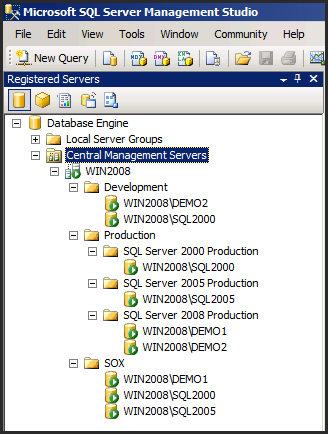 Microsoft SQL Server Management Studio
File Edit View Tools Window Community Help
New Query
Registered Servers
Database Engine
Local Server Groups
Central Management Servers
WIN2008
Development
WIN2008\DEMO2
WIN2008\SQL2000
Production
SQL Server 2000 Production
WIN2008\SQL2000
SQL Server 2005 Production
WIN2008\SQL2005
SQL Server 2008 Production
WIN2008\DEMO1
WIN2008\DEMO2
SOX
WIN2008\DEMO1
WIN2008\SQL2000
WIN2008\SQL2005